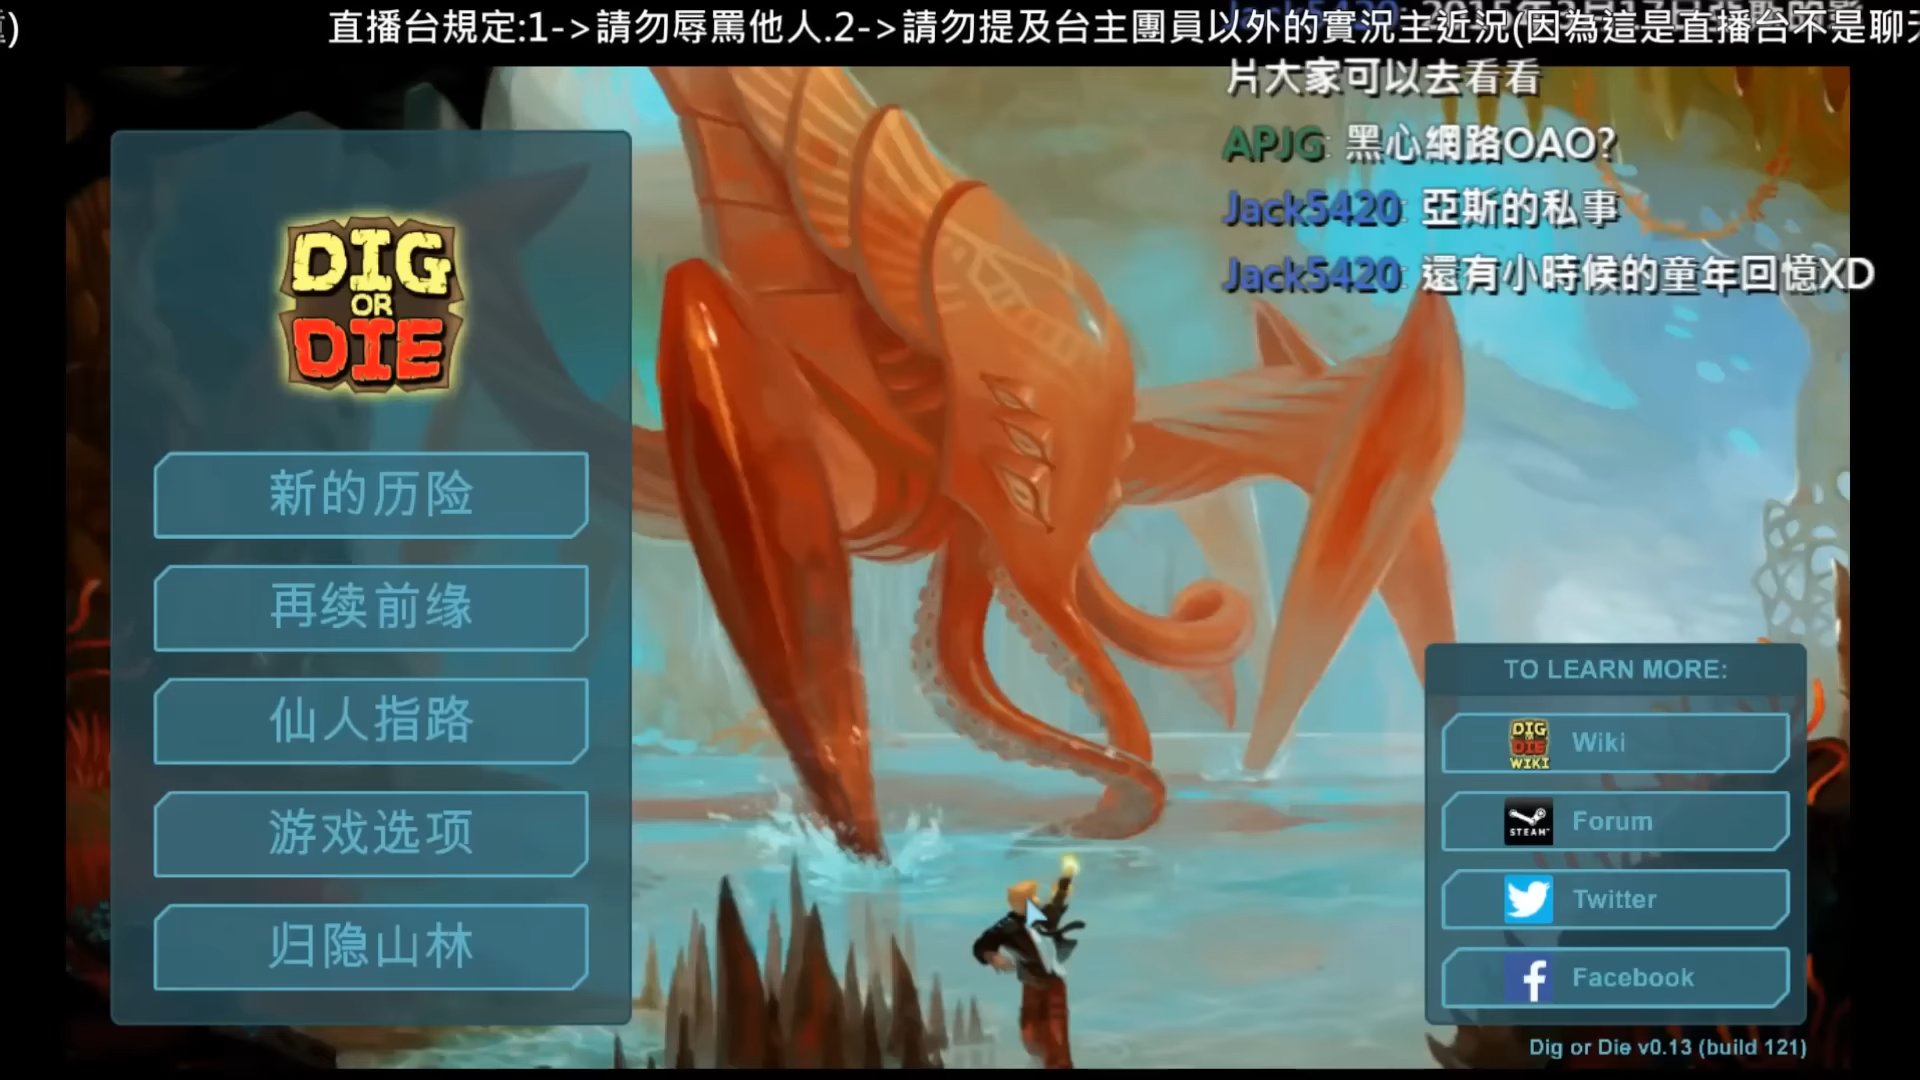 直播台規定:1->請勿辱罵他人.2->請勿提及台主團員以外的實況主近況(因為這是直播台不是聊
片大家可以去看看
APJG: 黑心網路OAO?
Jack5420: 亞斯的私事
Jack5420: 還有小時候的童年回憶XD
DIG
OR
DIE
新的历险
再续前缘
仙人指路
游戏选项
归隐山林
TO LEARN MORE:
DIG
OR
DIE
WIKI
Wiki
STEAM
Forum
Twitter
Facebook
Dig or Die v0.13 (build 121)